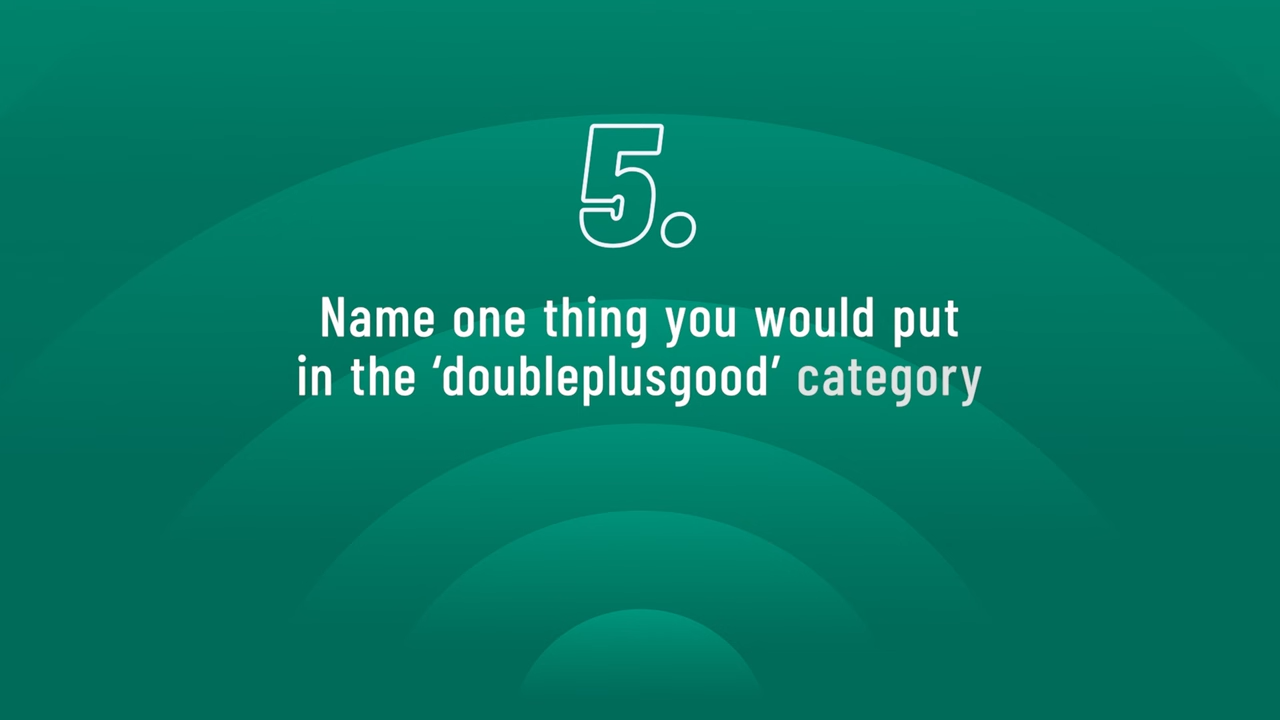 5.
Name one thing you would put
in the ‘doubleplusgood’ category